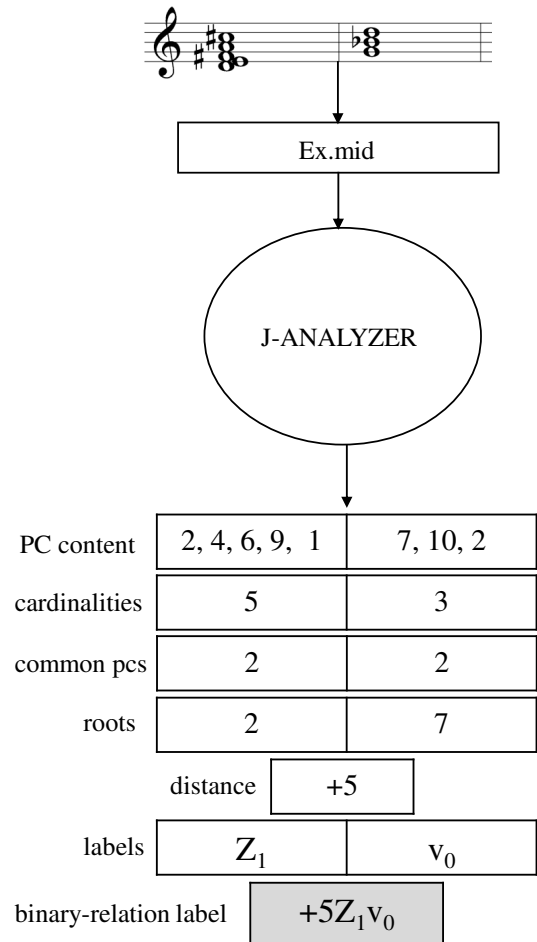 Ex.mid
J-ANALYZER
PC content 2, 4, 6, 9, 1 7, 10, 2
cardinalities 5 3
common pcs 2 2
roots 2 7
distance +5
labels Z₁ v₀
binary-relation label +5Z₁v₀